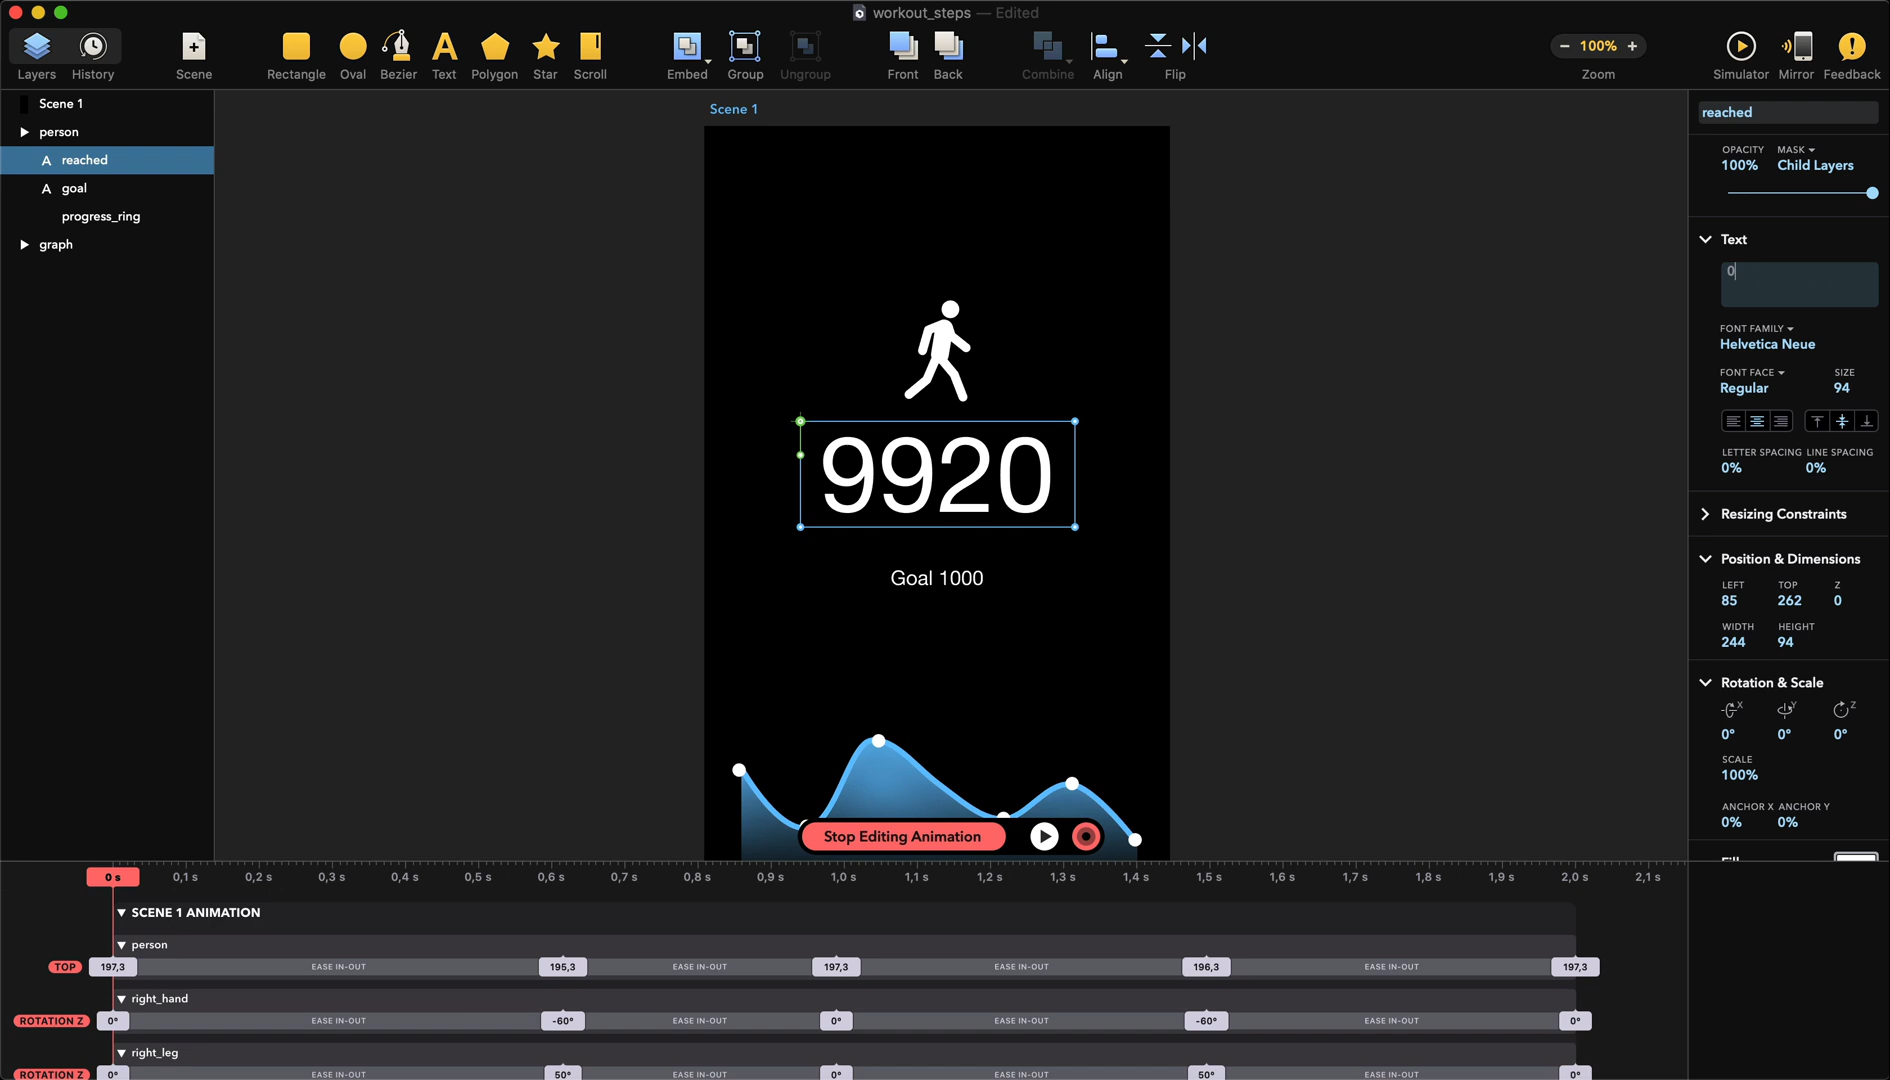 workout_steps — Edited
Layers
History
Scene
Rectangle
Oval
Bezier
Text
Polygon
Star
Scroll
Embed
Group
Ungroup
Front
Back
Combine
Align
Flip
100%
Zoom
Simulator
Mirror
Feedback
Scene 1
person
A reached
A goal
progress_ring
graph
Scene 1
9920
Goal 1000
Stop Editing Animation
reached
OPACITY MASK
100% Child Layers
Text
0
FONT FAMILY
Helvetica Neue
FONT FACE SIZE
Regular 94
LETTER SPACING LINE SPACING
0% 0%
Resizing Constraints
Position & Dimensions
LEFT TOP Z
85 262 0
WIDTH HEIGHT
244 94
Rotation & Scale
X Y Z
0° 0° 0°
SCALE
100%
ANCHOR X ANCHOR Y
0% 0%
0 s 0,1 s 0,2 s 0,3 s 0,4 s 0,5 s 0,6 s 0,7 s 0,8 s 0,9 s 1,0 s 1,1 s 1,2 s 1,3 s 1,4 s 1,5 s 1,6 s 1,7 s 1,8 s 1,9 s 2,0 s 2,1 s
SCENE 1 ANIMATION
person
TOP 197,3 EASE IN-OUT 195,3 EASE IN-OUT 197,3 EASE IN-OUT 196,3 EASE IN-OUT 197,3
right_hand
ROTATION Z 0° EASE IN-OUT -60° EASE IN-OUT 0° EASE IN-OUT -60° EASE IN-OUT 0°
right_leg
ROTATION Z 0° EASE IN-OUT 50° EASE IN-OUT 0° EASE IN-OUT 50° EASE IN-OUT 0°